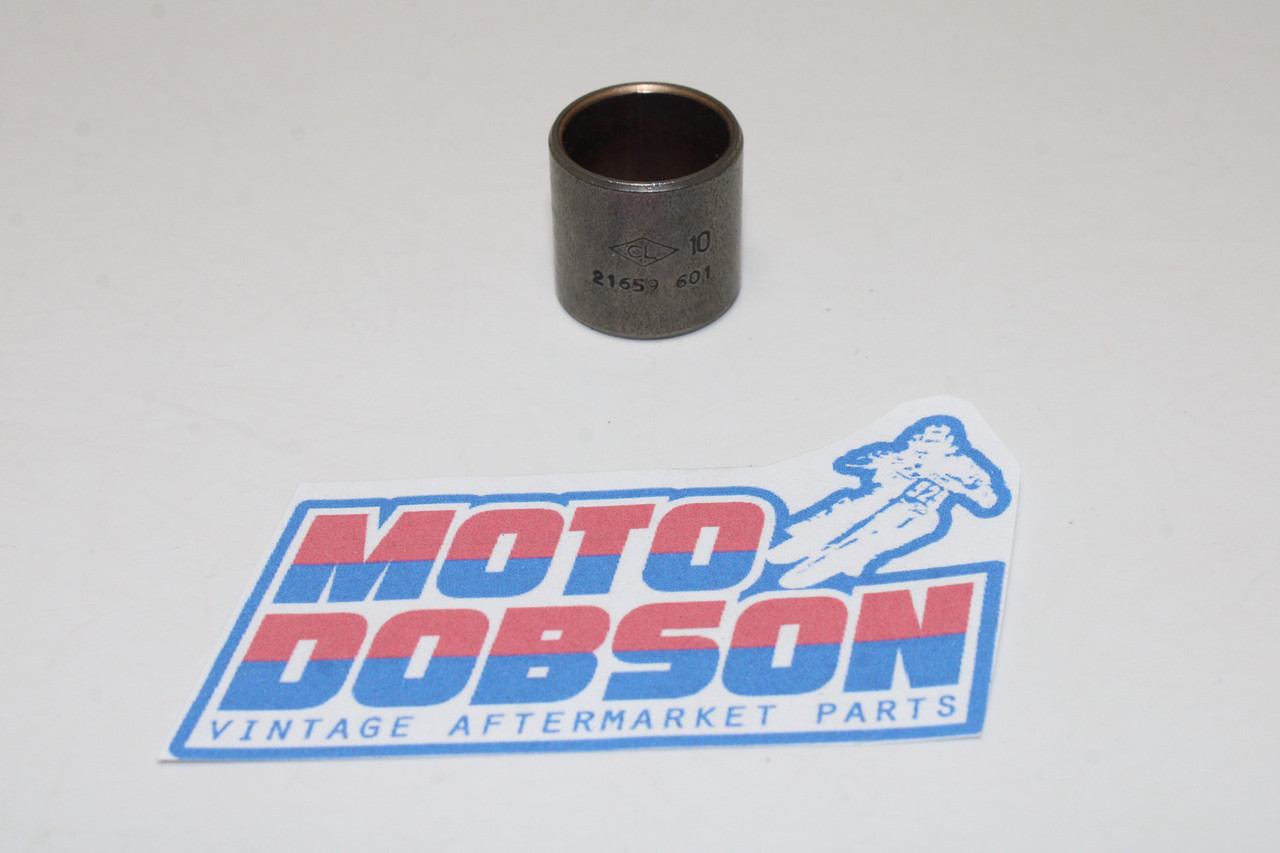 CL 10
21659 601
MOTO
DOBSON
VINTAGE AFTERMARKET PARTS